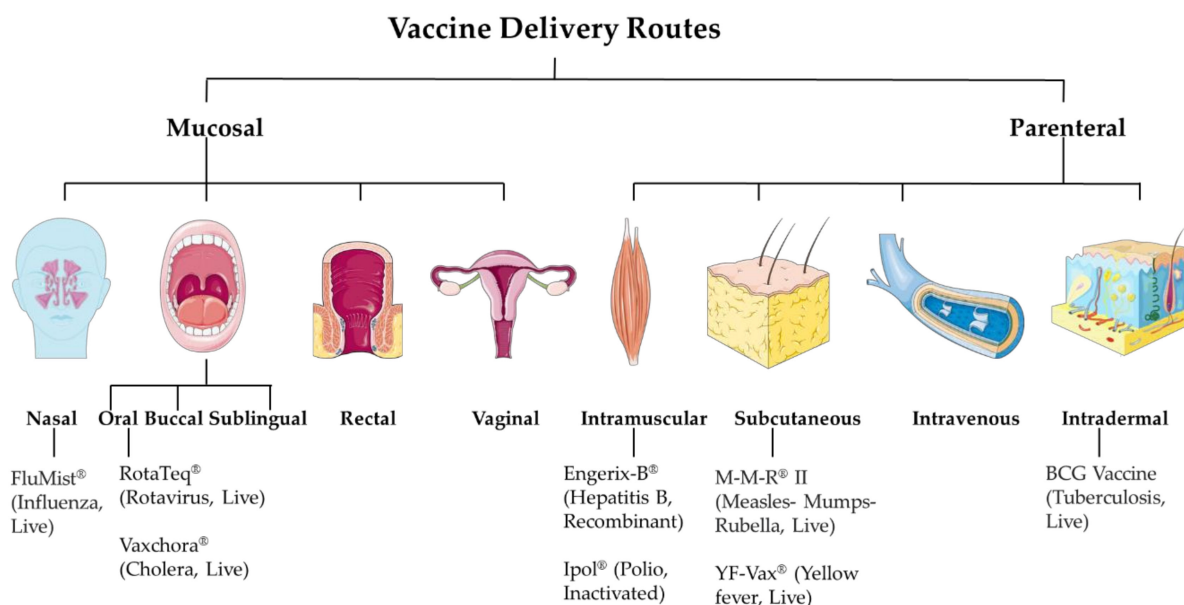 Vaccine Delivery Routes
Mucosal
Parenteral
Nasal
Oral Buccal Sublingual
Rectal
Vaginal
Intramuscular
Subcutaneous
Intravenous
Intradermal
FluMist®
(Influenza,
Live)
RotaTeq®
(Rotavirus, Live)
Vaxchora®
(Cholera, Live)
Engerix-B®
(Hepatitis B,
Recombinant)
Ipol® (Polio,
Inactivated)
M-M-R® II
(Measles- Mumps-
Rubella, Live)
YF-Vax® (Yellow
fever, Live)
BCG Vaccine
(Tuberculosis,
Live)